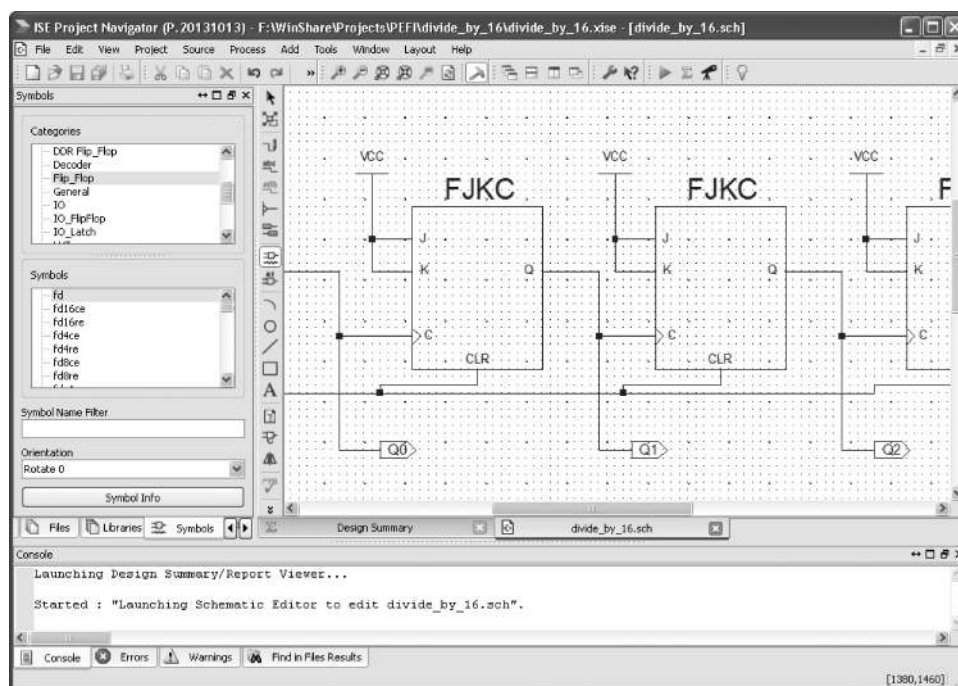 ISE Project Navigator (P.20131013) - F:\WinShare\Projects\PEFI\divide_by_16\divide_by_16.xise - [divide_by_16.sch]
File Edit View Project Source Process Add Tools Window Layout Help
Symbols
Categories
DDR Flip_Flop
Decoder
Flip_Flop
General
IO
IO_FlipFlop
IO_Latch
Symbols
fd
fd16ce
fd16re
fd4ce
fd4re
fd8ce
fd8re
Symbol Name Filter
Orientation
Rotate 0
Symbol Info
Files Libraries Symbols
VCC VCC VCC
FJKC FJKC F
J J J
K Q K Q K
C C C
CLR CLR
Q0 Q1 Q2
A
Design Summary divide_by_16.sch
Console
Launching Design Summary/Report Viewer...
Started : "Launching Schematic Editor to edit divide_by_16.sch".
Console Errors Warnings Find in Files Results
[1380,1460]